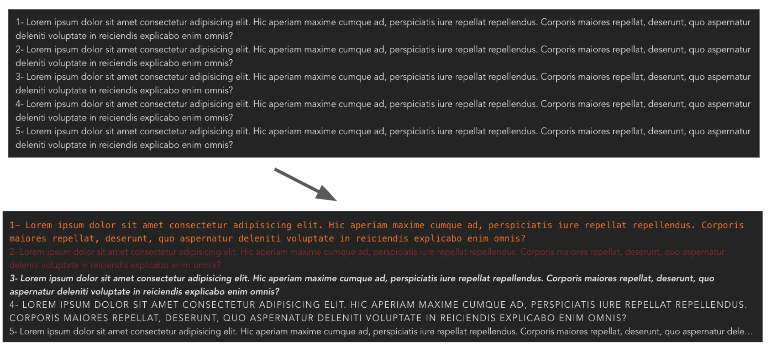 1- Lorem ipsum dolor sit amet consectetur adipisicing elit. Hic aperiam maxime cumque ad, perspiciatis iure repellat repellendus. Corporis maiores repellat, deserunt, quo aspernatur
deleniti voluptate in reiciendis explicabo enim omnis?
2- Lorem ipsum dolor sit amet consectetur adipisicing elit. Hic aperiam maxime cumque ad, perspiciatis iure repellat repellendus. Corporis maiores repellat, deserunt, quo aspernatur
deleniti voluptate in reiciendis explicabo enim omnis?
3- Lorem ipsum dolor sit amet consectetur adipisicing elit. Hic aperiam maxime cumque ad, perspiciatis iure repellat repellendus. Corporis maiores repellat, deserunt, quo aspernatur
deleniti voluptate in reiciendis explicabo enim omnis?
4- Lorem ipsum dolor sit amet consectetur adipisicing elit. Hic aperiam maxime cumque ad, perspiciatis iure repellat repellendus. Corporis maiores repellat, deserunt, quo aspernatur
deleniti voluptate in reiciendis explicabo enim omnis?
5- Lorem ipsum dolor sit amet consectetur adipisicing elit. Hic aperiam maxime cumque ad, perspiciatis iure repellat repellendus. Corporis maiores repellat, deserunt, quo aspernatur
deleniti voluptate in reiciendis explicabo enim omnis?
1- Lorem ipsum dolor sit amet consectetur adipisicing elit. Hic aperiam maxime cumque ad, perspiciatis iure repellat repellendus. Corporis
maiores repellat, deserunt, quo aspernatur deleniti voluptate in reiciendis explicabo enim omnis?
2- Lorem ipsum dolor sit amet consectetur adipisicing elit. Hic aperiam maxime cumque ad, perspiciatis iure repellat repellendus. Corporis maiores repellat, deserunt, quo aspernatur
deleniti voluptate in reiciendis explicabo enim omnis?
3- Lorem ipsum dolor sit amet consectetur adipisicing elit. Hic aperiam maxime cumque ad, perspiciatis iure repellat repellendus. Corporis maiores repellat, deserunt, quo
aspernatur deleniti voluptate in reiciendis explicabo enim omnis?
4- LOREM IPSUM DOLOR SIT AMET CONSECTETUR ADIPISICING ELIT. HIC APERIAM MAXIME CUMQUE AD, PERSPICIATIS IURE REPELLAT REPELLENDUS.
CORPORIS MAIORES REPELLAT, DESERUNT, QUO ASPERNATUR DELENITI VOLUPTATE IN REICIENDIS EXPLICABO ENIM OMNIS?
5- Lorem ipsum dolor sit amet consectetur adipisicing elit. Hic aperiam maxime cumque ad, perspiciatis iure repellat repellendus. Corporis maiores repellat, deserunt, quo aspernatur dele...